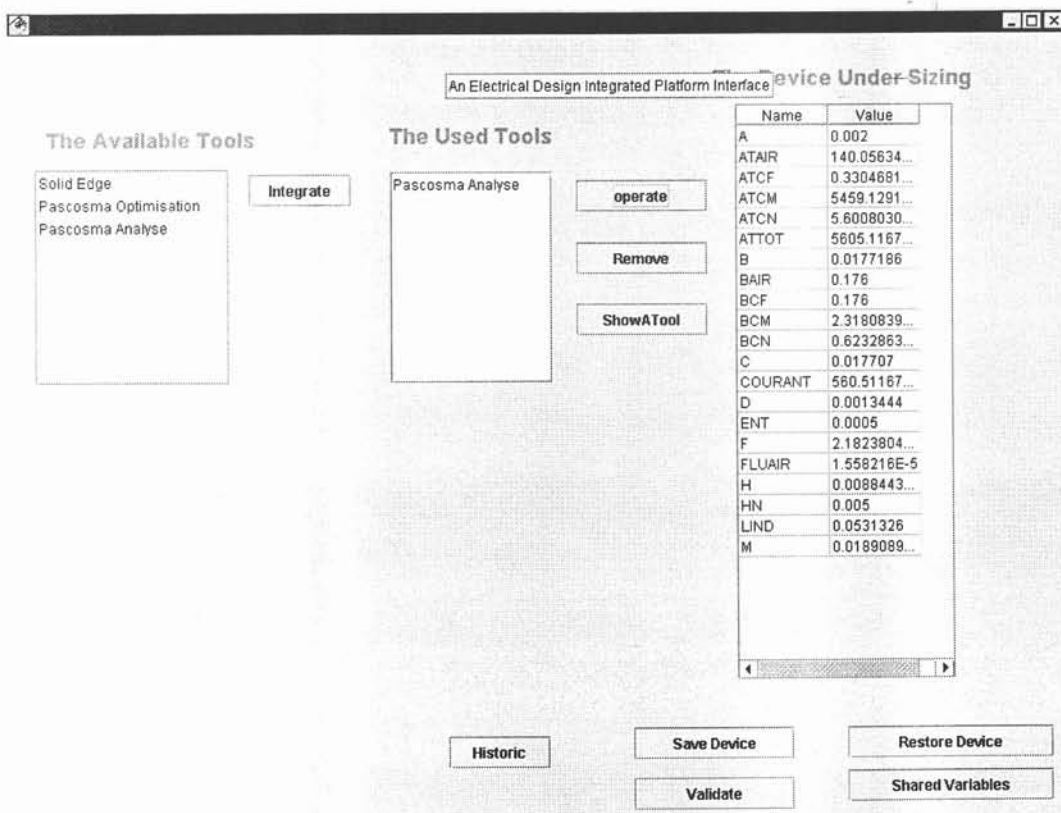 An Electrical Design Integrated Platform Interface
Device Under Sizing
The Available Tools
Solid Edge
Pascosma Optimisation
Pascosma Analyse
Integrate
The Used Tools
Pascosma Analyse
operate
Remove
ShowATool
Name Value
A 0.002
ATAIR 140.05634...
ATCF 0.3304681...
ATCM 5459.1291...
ATCN 5.6008030...
ATTOT 5605.1167...
B 0.0177186
BAIR 0.176
BCF 0.176
BCM 2.3180839...
BCN 0.6232863...
C 0.017707
COURANT 560.51167...
D 0.0013444
ENT 0.0005
F 2.1823804...
FLUAIR 1.558216E-5
H 0.0088443...
HN 0.005
LIND 0.0531326
M 0.0189089...
Historic
Save Device
Restore Device
Validate
Shared Variables